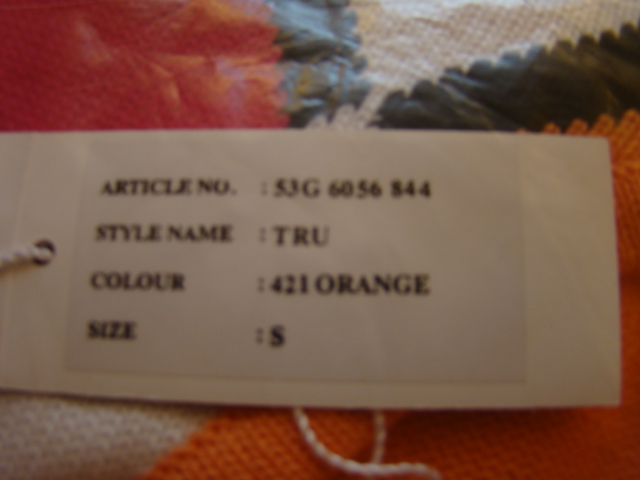 ARTICLE NO. : 53G 6056 844
STYLE NAME : TRU
COLOUR : 421 ORANGE
SIZE : S